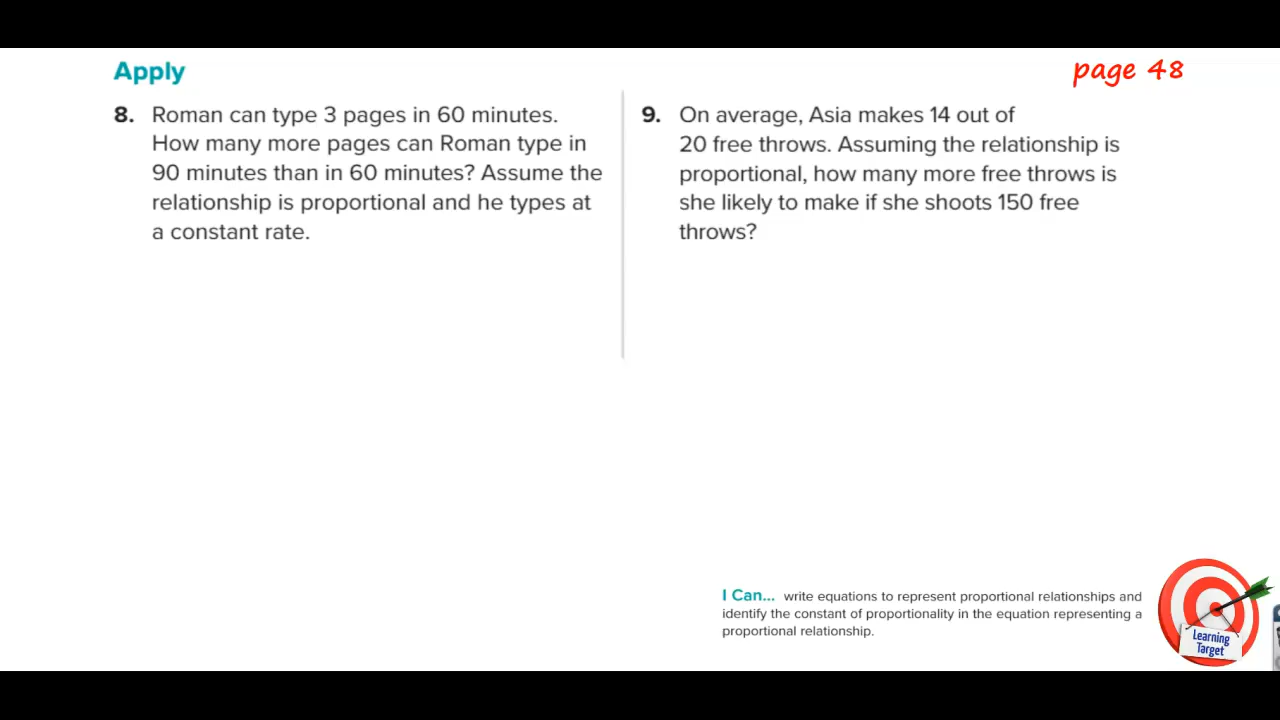 Apply
page 48
8. Roman can type 3 pages in 60 minutes.
How many more pages can Roman type in
90 minutes than in 60 minutes? Assume the
relationship is proportional and he types at
a constant rate.
9. On average, Asia makes 14 out of
20 free throws. Assuming the relationship is
proportional, how many more free throws is
she likely to make if she shoots 150 free
throws?
I Can... write equations to represent proportional relationships and
identify the constant of proportionality in the equation representing a
proportional relationship.
Learning
Target